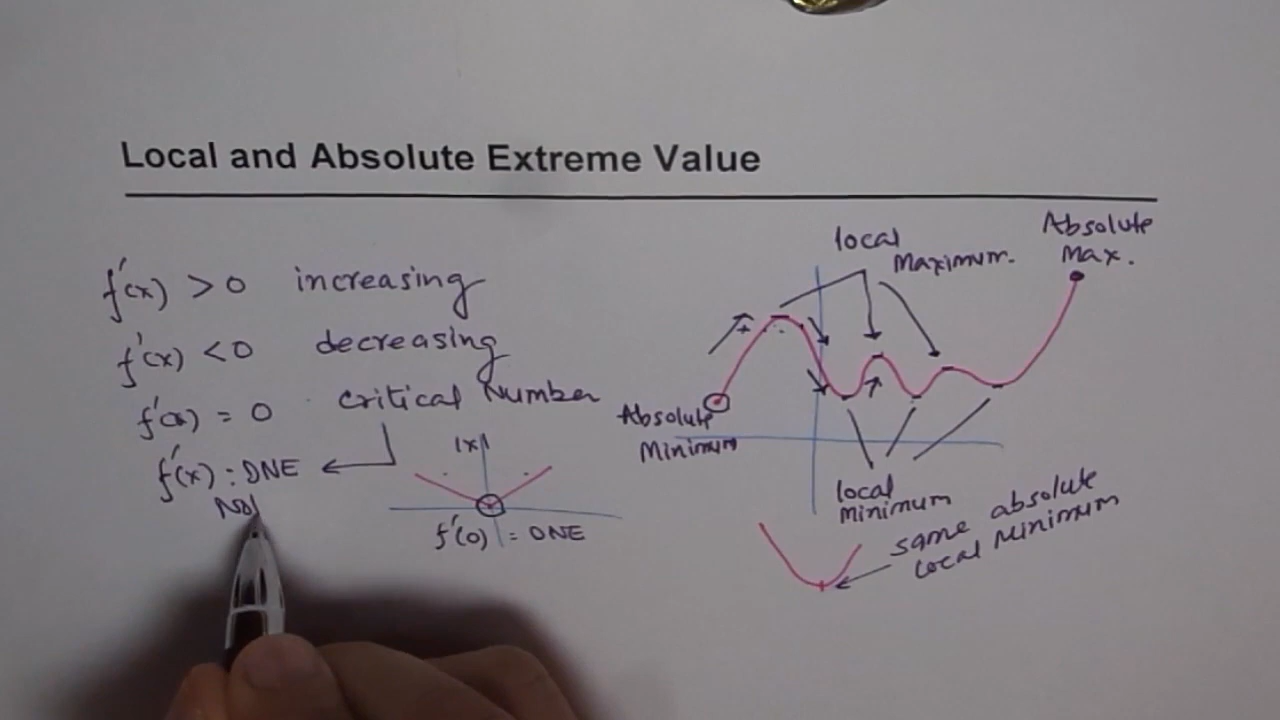 Local and Absolute Extreme Value
f'(x) > 0 increasing
f'(x) < 0 decreasing
f'(x) = 0 critical Number
f'(x) : DNE
Not
|x|
f'(0) = DNE
local
Maximum.
Absolute
Max.
Absolute
Minimum
+
local
Minimum
same absolute
local Minimum